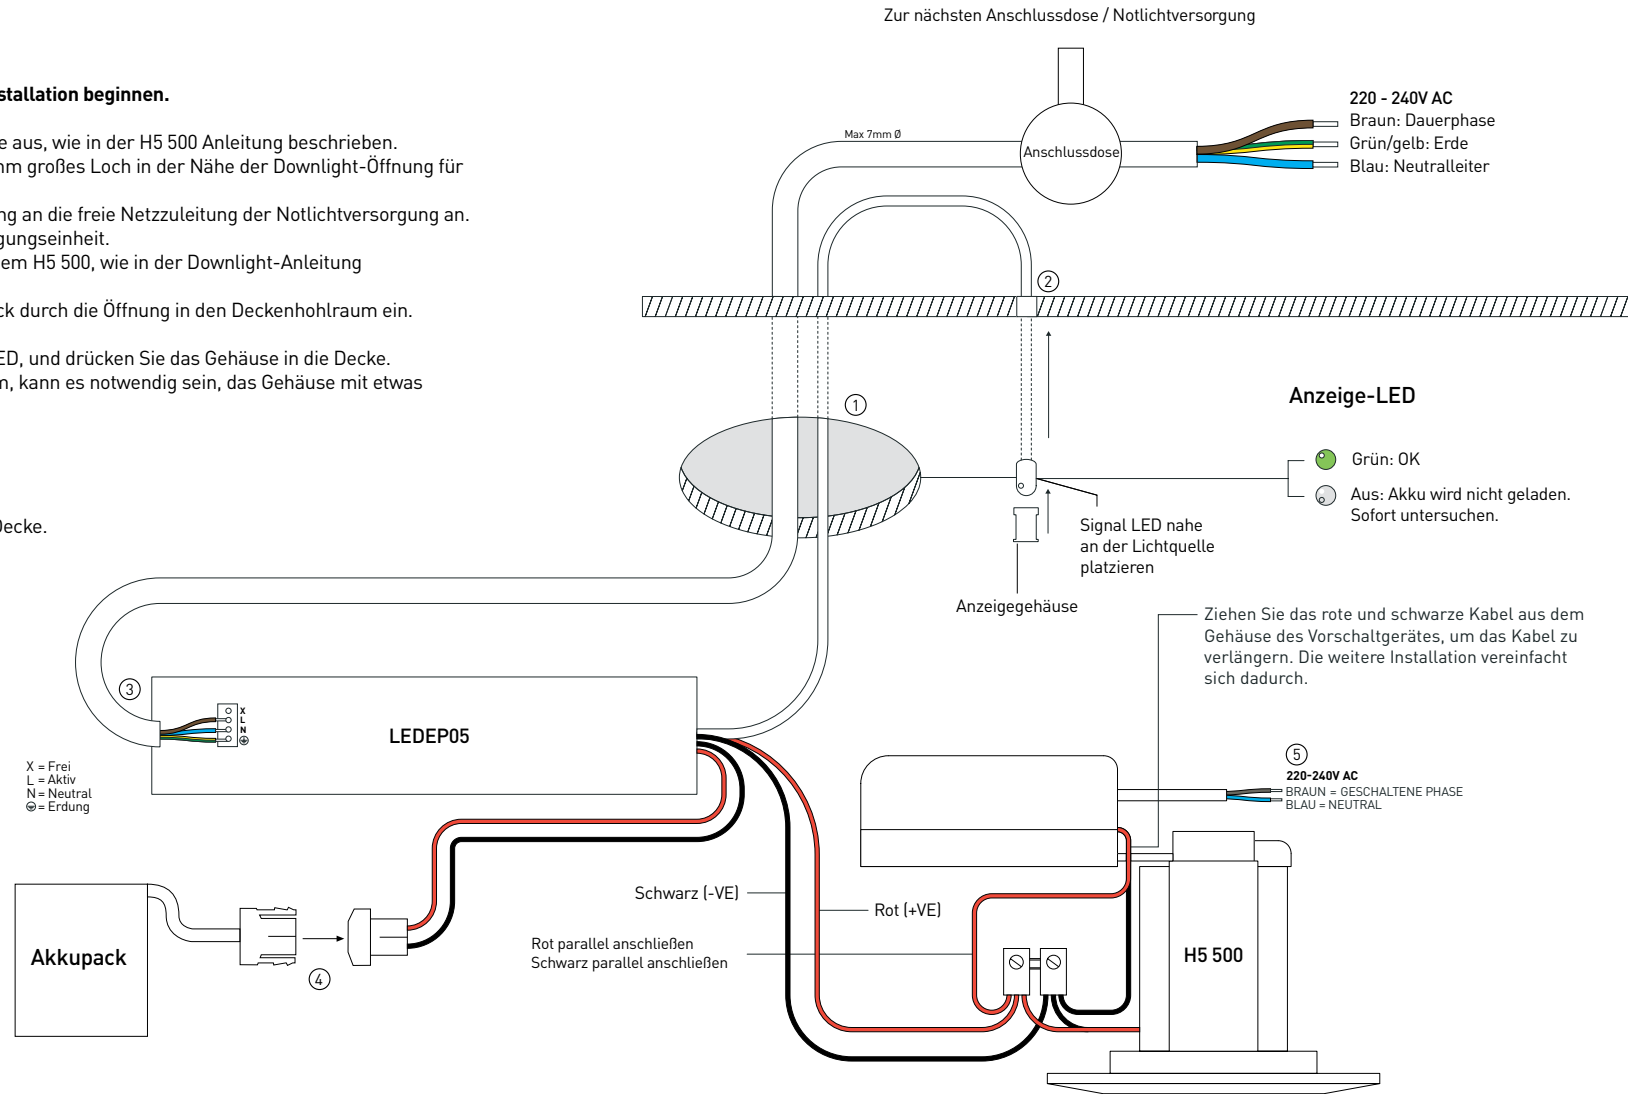 Zur nächsten Anschlussdose / Notlichtversorgung
stallation beginnen.
e aus, wie in der H5 500 Anleitung beschrieben.
m großes Loch in der Nähe der Downlight-Öffnung für
ng an die freie Netzzuleitung der Notlichtversorgung an.
gungseinheit.
em H5 500, wie in der Downlight-Anleitung
ck durch die Öffnung in den Deckenhohlraum ein.
ED, und drücken Sie das Gehäuse in die Decke.
n, kann es notwendig sein, das Gehäuse mit etwas
Decke.
Max 7mm Ø
Anschlussdose
220 - 240V AC
Braun: Dauerphase
Grün/gelb: Erde
Blau: Neutralleiter
2
1
Anzeige-LED
Grün: OK
Aus: Akku wird nicht geladen.
Sofort untersuchen.
Signal LED nahe
an der Lichtquelle
platzieren
Anzeigegehäuse
Ziehen Sie das rote und schwarze Kabel aus dem
Gehäuse des Vorschaltgerätes, um das Kabel zu
verlängern. Die weitere Installation vereinfacht
sich dadurch.
3
X
L
N
LEDEP05
X = Frei
L = Aktiv
N = Neutral
⏚ = Erdung
5
220-240V AC
BRAUN = GESCHALTENE PHASE
BLAU = NEUTRAL
Schwarz (-VE)
Rot (+VE)
Rot parallel anschließen
Schwarz parallel anschließen
Akkupack
4
H5 500